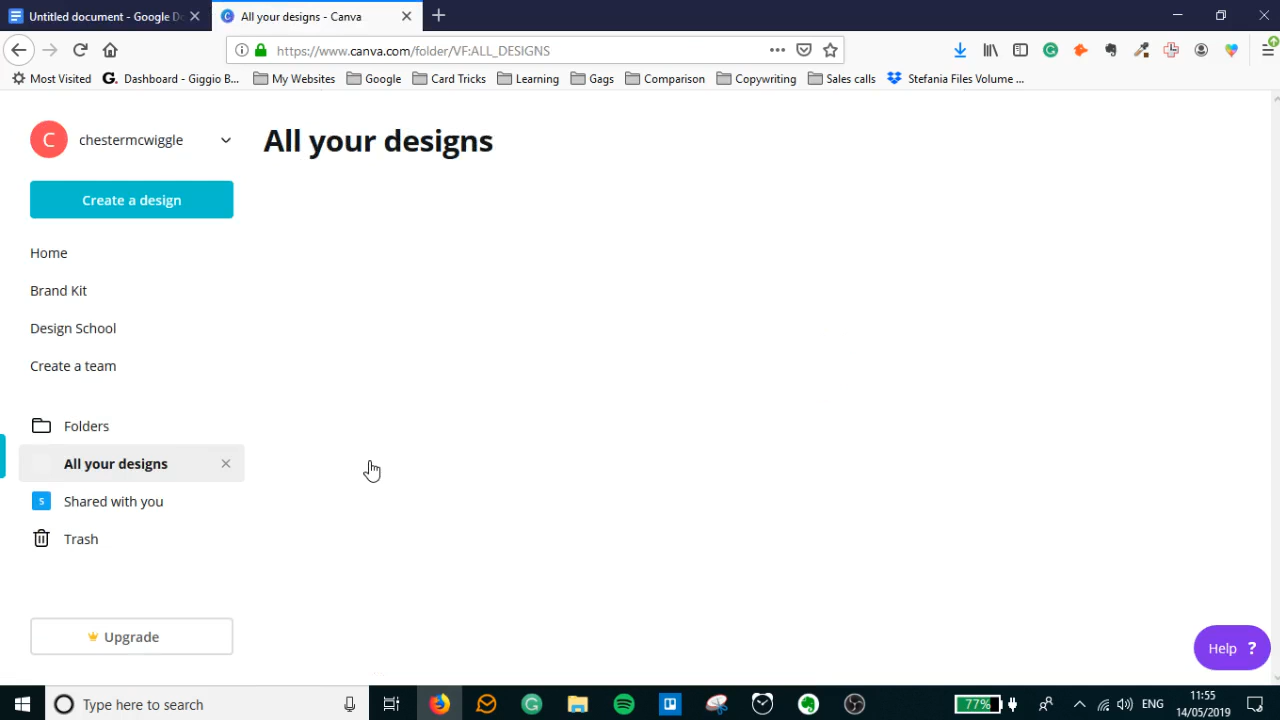 Untitled document - Google D
All your designs - Canva
https://www.canva.com/folder/VF:ALL_DESIGNS
Most Visited
G. Dashboard - Giggio B...
My Websites
Google
Card Tricks
Learning
Gags
Comparison
Copywriting
Sales calls
Stefania Files Volume ...
C chestermcwiggle
All your designs
Create a design
Home
Brand Kit
Design School
Create a team
Folders
All your designs
S Shared with you
Trash
Upgrade
Help ?
Type here to search
77%
ENG
11:55
14/05/2019